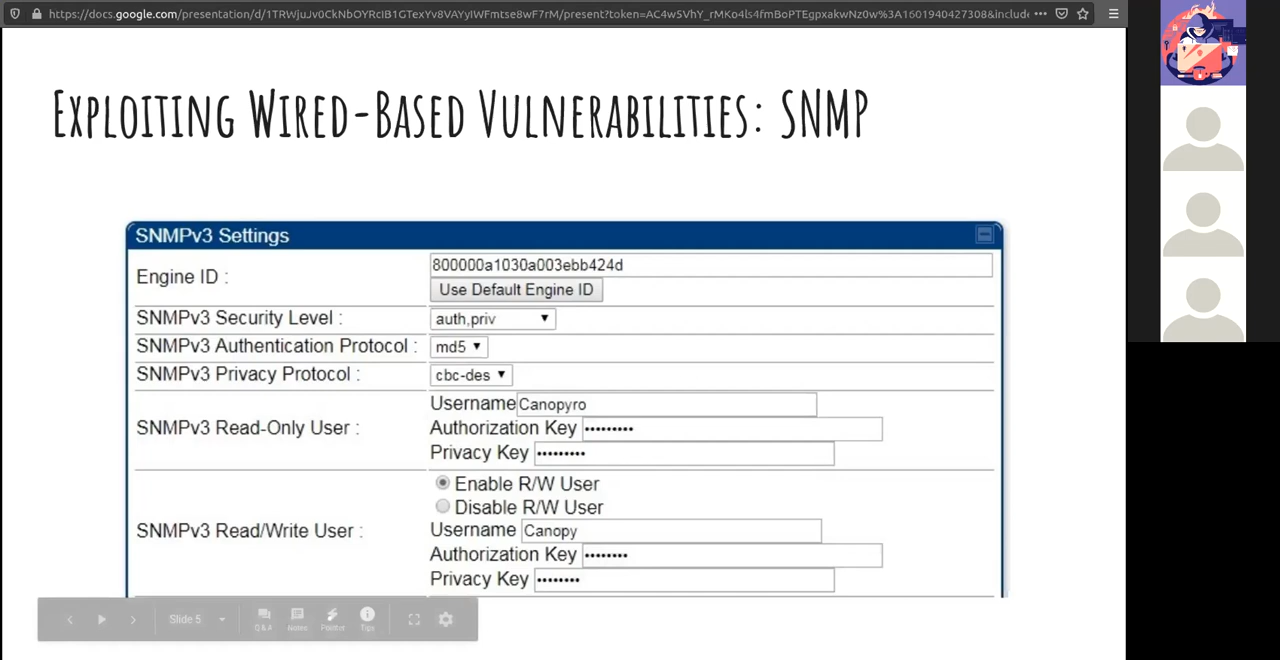 https://docs.google.com/presentation/d/1TRWjuJv0CkNbOYRcIB1GTexYv8VAYyIWFmtse8wF7rM/present?token=AC4w5VhY_rMKo4ls4fmBoPTEgpxakwNz0w%3A1601940427308&include
Exploiting Wired-Based Vulnerabilities: SNMP
SNMPv3 Settings
Engine ID :
800000a1030a003ebb424d
Use Default Engine ID
SNMPv3 Security Level :
auth,priv
SNMPv3 Authentication Protocol :
md5
SNMPv3 Privacy Protocol :
cbc-des
SNMPv3 Read-Only User :
Username Canopyro
Authorization Key •••••••••
Privacy Key •••••••••
SNMPv3 Read/Write User :
Enable R/W User
Disable R/W User
Username Canopy
Authorization Key ••••••••
Privacy Key ••••••••
Slide 5
Q&A
Notes
Pointer
Tips